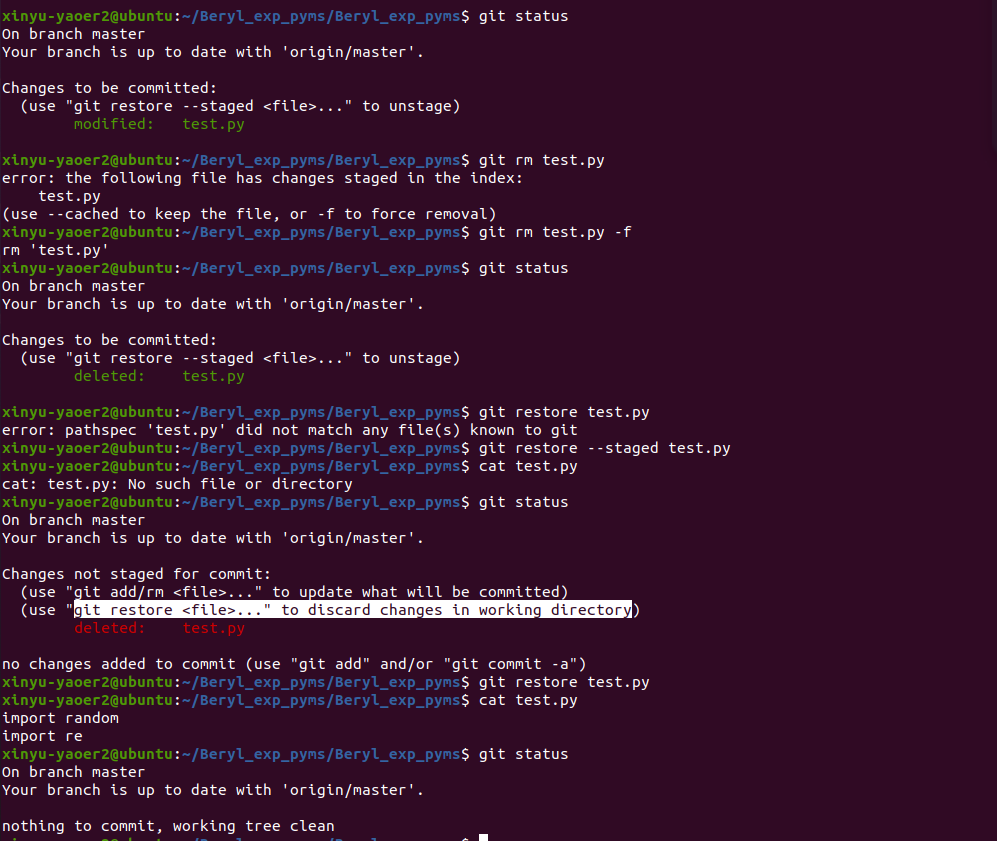 xinyu-yaoer2@ubuntu:~/Beryl_exp_pyms/Beryl_exp_pyms$ git status
On branch master
Your branch is up to date with 'origin/master'.
Changes to be committed:
  (use "git restore --staged <file>..." to unstage)
        modified:   test.py
xinyu-yaoer2@ubuntu:~/Beryl_exp_pyms/Beryl_exp_pyms$ git rm test.py
error: the following file has changes staged in the index:
    test.py
(use --cached to keep the file, or -f to force removal)
xinyu-yaoer2@ubuntu:~/Beryl_exp_pyms/Beryl_exp_pyms$ git rm test.py -f
rm 'test.py'
xinyu-yaoer2@ubuntu:~/Beryl_exp_pyms/Beryl_exp_pyms$ git status
On branch master
Your branch is up to date with 'origin/master'.
Changes to be committed:
  (use "git restore --staged <file>..." to unstage)
        deleted:    test.py
xinyu-yaoer2@ubuntu:~/Beryl_exp_pyms/Beryl_exp_pyms$ git restore test.py
error: pathspec 'test.py' did not match any file(s) known to git
xinyu-yaoer2@ubuntu:~/Beryl_exp_pyms/Beryl_exp_pyms$ git restore --staged test.py
xinyu-yaoer2@ubuntu:~/Beryl_exp_pyms/Beryl_exp_pyms$ cat test.py
cat: test.py: No such file or directory
xinyu-yaoer2@ubuntu:~/Beryl_exp_pyms/Beryl_exp_pyms$ git status
On branch master
Your branch is up to date with 'origin/master'.
Changes not staged for commit:
  (use "git add/rm <file>..." to update what will be committed)
  (use "git restore <file>..." to discard changes in working directory)
        deleted:    test.py
no changes added to commit (use "git add" and/or "git commit -a")
xinyu-yaoer2@ubuntu:~/Beryl_exp_pyms/Beryl_exp_pyms$ git restore test.py
xinyu-yaoer2@ubuntu:~/Beryl_exp_pyms/Beryl_exp_pyms$ cat test.py
import random
import re
xinyu-yaoer2@ubuntu:~/Beryl_exp_pyms/Beryl_exp_pyms$ git status
On branch master
Your branch is up to date with 'origin/master'.
nothing to commit, working tree clean